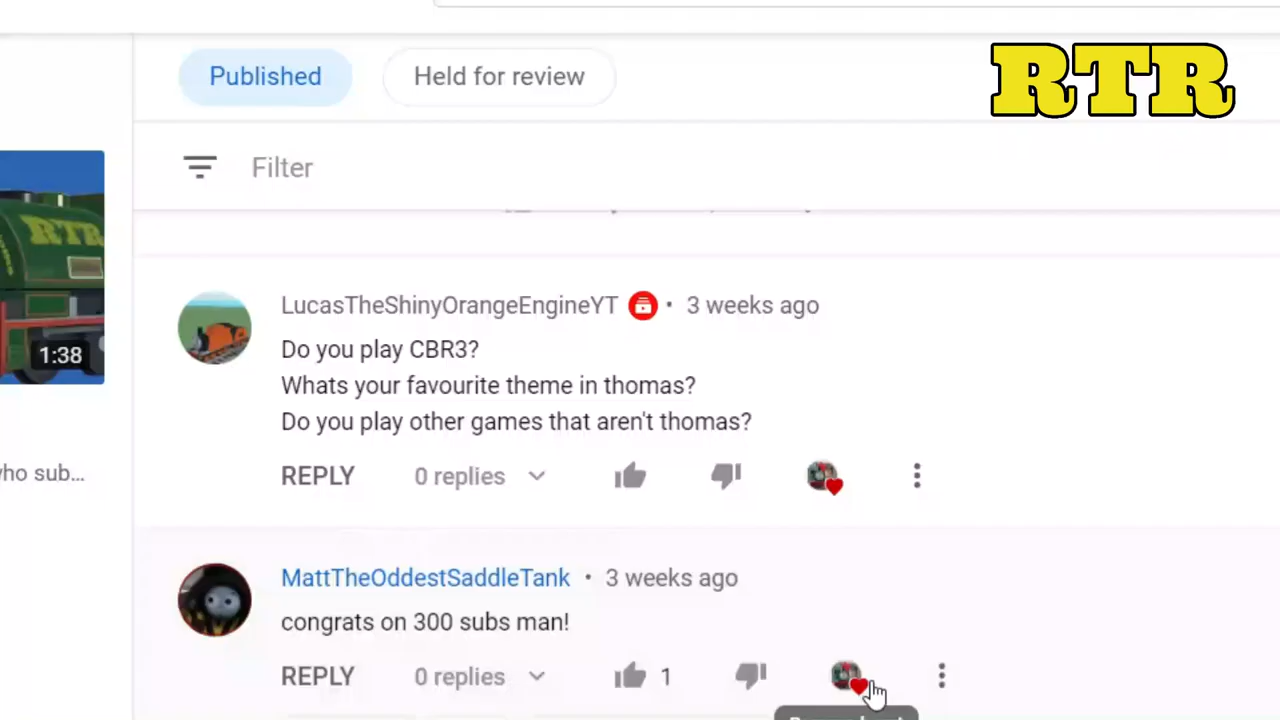 Published
Held for review
RTR
Filter
RTR
1:38
LucasTheShinyOrangeEngineYT • 3 weeks ago
Do you play CBR3?
Whats your favourite theme in thomas?
Do you play other games that aren't thomas?
who sub...
REPLY 0 replies
MattTheOddestSaddleTank • 3 weeks ago
congrats on 300 subs man!
REPLY 0 replies 1